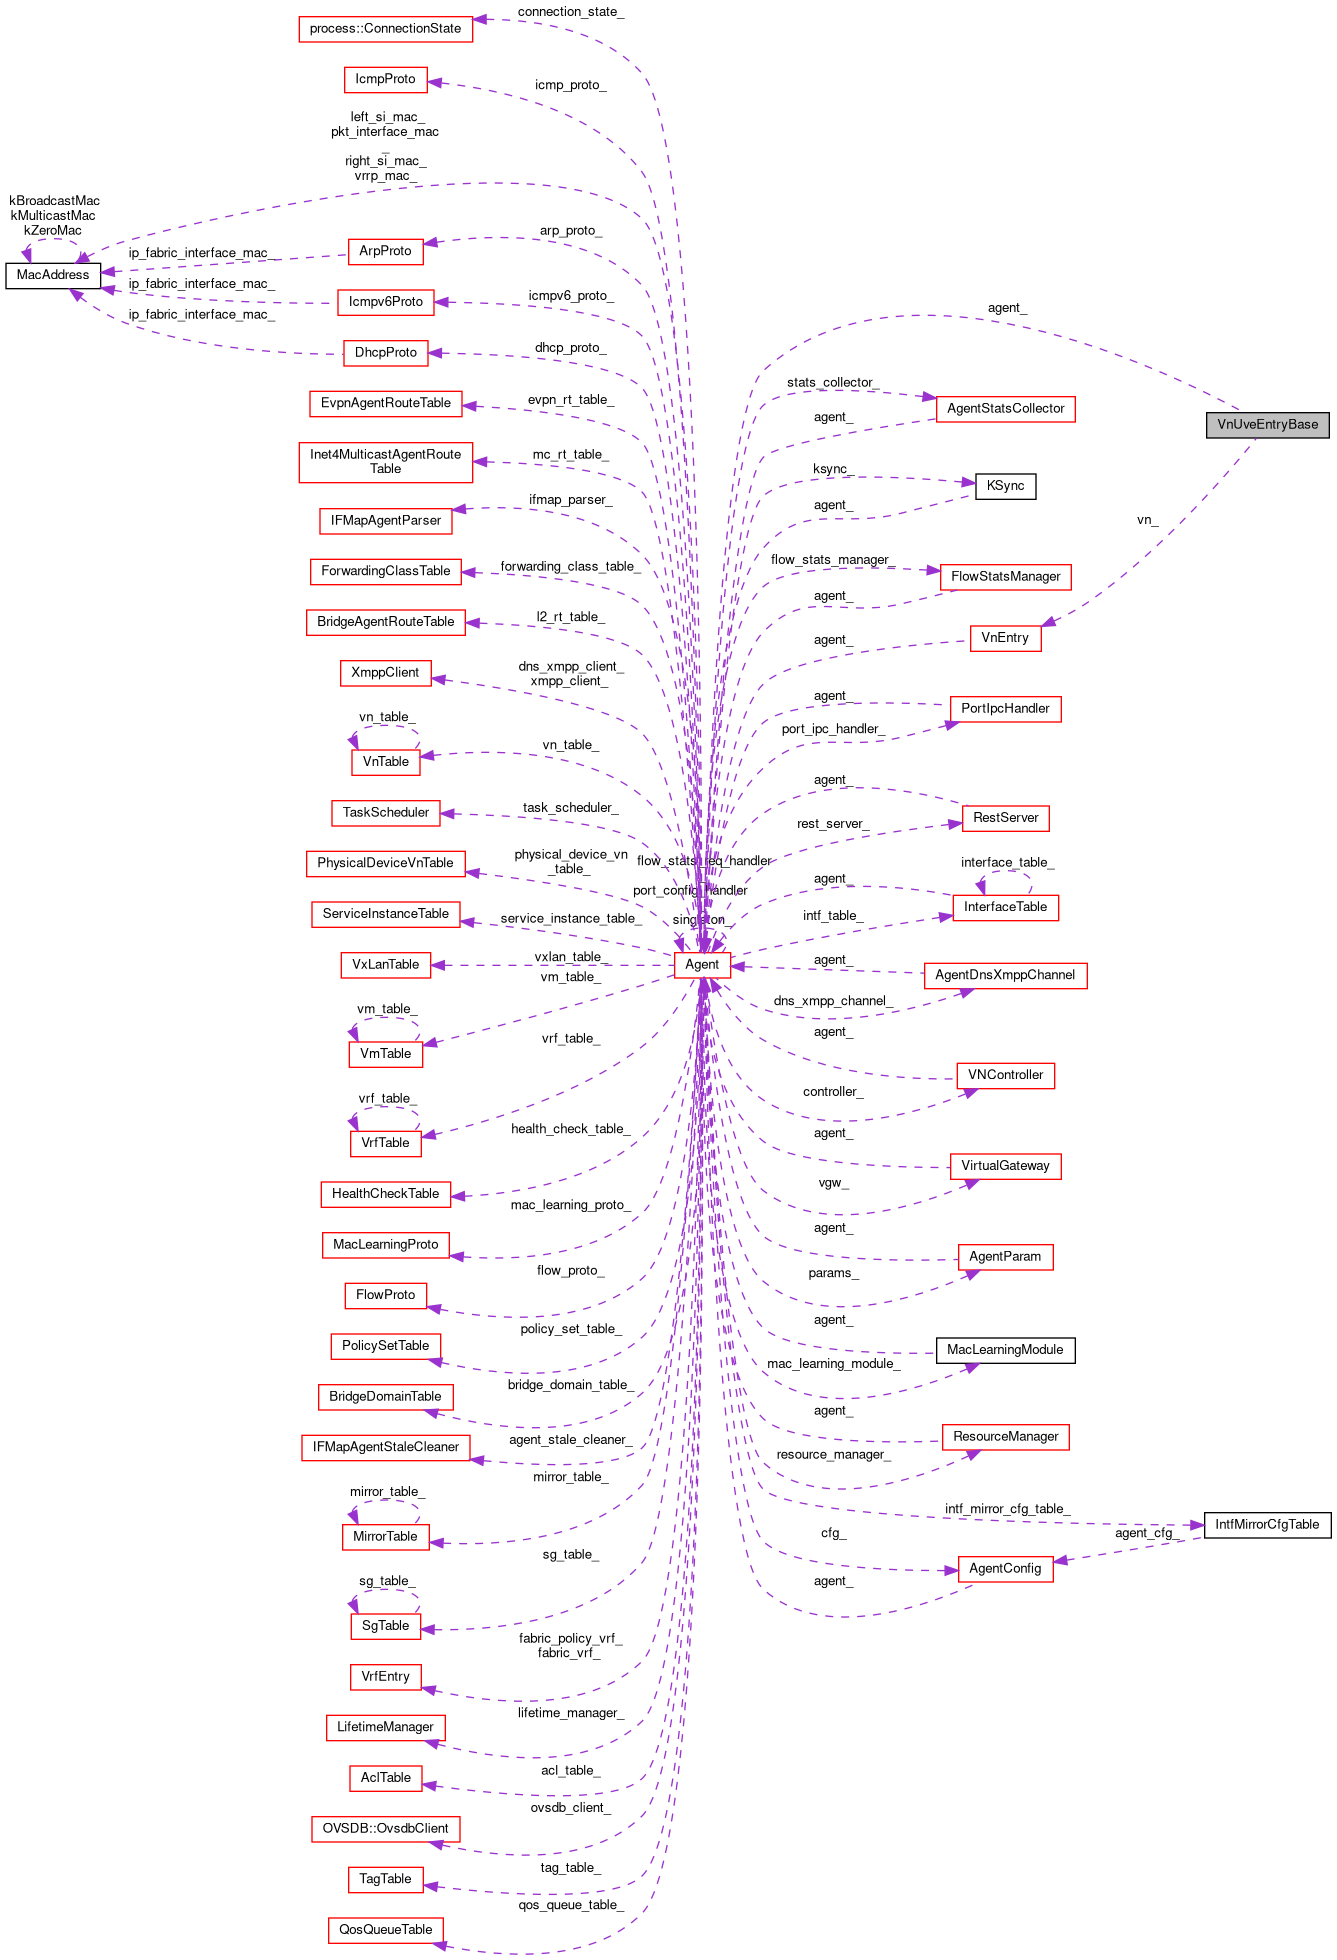 connection_state_
process::ConnectionState
IcmpProto
icmp_proto_
left_si_mac_
pkt_interface_mac
_
right_si_mac_
vrrp_mac_
kBroadcastMac
kMulticastMac
kZeroMac
MacAddress
ip_fabric_interface_mac_
ArpProto
arp_proto_
ip_fabric_interface_mac_
Icmpv6Proto
icmpv6_proto_
ip_fabric_interface_mac_
DhcpProto
dhcp_proto_
EvpnAgentRouteTable
evpn_rt_table_
Inet4MulticastAgentRoute
Table
mc_rt_table_
IFMapAgentParser
ifmap_parser_
ForwardingClassTable
forwarding_class_table_
BridgeAgentRouteTable
l2_rt_table_
XmppClient
dns_xmpp_client_
xmpp_client_
vn_table_
VnTable
vn_table_
TaskScheduler
task_scheduler_
PhysicalDeviceVnTable
physical_device_vn
_table_
ServiceInstanceTable
service_instance_table_
VxLanTable
vxlan_table_
vm_table_
vm_table_
VmTable
vrf_table_
vrf_table_
VrfTable
health_check_table_
HealthCheckTable
mac_learning_proto_
MacLearningProto
flow_proto_
FlowProto
policy_set_table_
PolicySetTable
bridge_domain_table_
BridgeDomainTable
agent_stale_cleaner_
IFMapAgentStaleCleaner
mirror_table_
mirror_table_
MirrorTable
sg_table_
sg_table_
SgTable
fabric_policy_vrf_
fabric_vrf_
VrfEntry
lifetime_manager_
LifetimeManager
acl_table_
AclTable
ovsdb_client_
OVSDB::OvsdbClient
tag_table_
TagTable
qos_queue_table_
QosQueueTable
flow_stats_req_handler
_
port_config_handler
_
singleton_
Agent
agent_
VnUveEntryBase
vn_
stats_collector_
AgentStatsCollector
agent_
ksync_
KSync
agent_
flow_stats_manager_
FlowStatsManager
agent_
VnEntry
agent_
agent_
PortIpcHandler
port_ipc_handler_
agent_
RestServer
rest_server_
interface_table_
agent_
InterfaceTable
intf_table_
agent_
AgentDnsXmppChannel
dns_xmpp_channel_
agent_
VNController
controller_
agent_
VirtualGateway
vgw_
agent_
AgentParam
params_
agent_
MacLearningModule
mac_learning_module_
agent_
ResourceManager
resource_manager_
intf_mirror_cfg_table_
IntfMirrorCfgTable
cfg_
agent_cfg_
AgentConfig
agent_